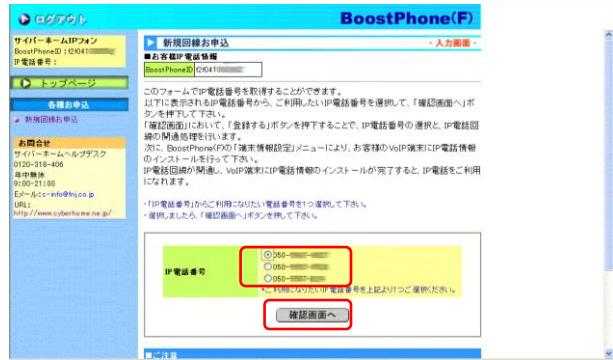 ログアウト
BoostPhone(F)
サイバーホームIPフォン
BoostPhoneID：f2f041
IP電話番号：
トップページ
各種お申込
新規回線お申込
お問合せ
サイバーホームヘルプデスク
0120-318-406
年中無休
9:00-21:00
Eメール:c-info@fnj.co.jp
URL:
http://www.cyberhome.ne.jp/
新規回線お申込
- 入力画面 -
■お客様IP電話情報
BoostPhoneID f2f041
このフォームでIP電話番号を取得することができます。
以下に表示されるIP電話番号から、ご利用したいIP電話番号を選択して、「確認画面へ」ボ
タンを押下して下さい。
「確認画面」において、「登録する」ボタンを押下することで、IP電話番号の選択と、IP電話回
線の開通処理を行います。
次に、BoostPhone(F)の「端末情報設定」メニューにより、お客様のVoIP端末にIP電話情報
のインストールを行って下さい。
IP電話回線が開通し、VoIP端末にIP電話情報のインストールが完了すると、IP電話をご利用
になれます。
・「IP電話番号」からご利用になりたい電話番号を1つ選択して下さい。
・選択しましたら、「確認画面へ」ボタンを押して下さい。
IP電話番号
050-
050-
050-
*ご利用になりたいIP電話番号を上記より1つご選択ください。
確認画面へ
■ご注意